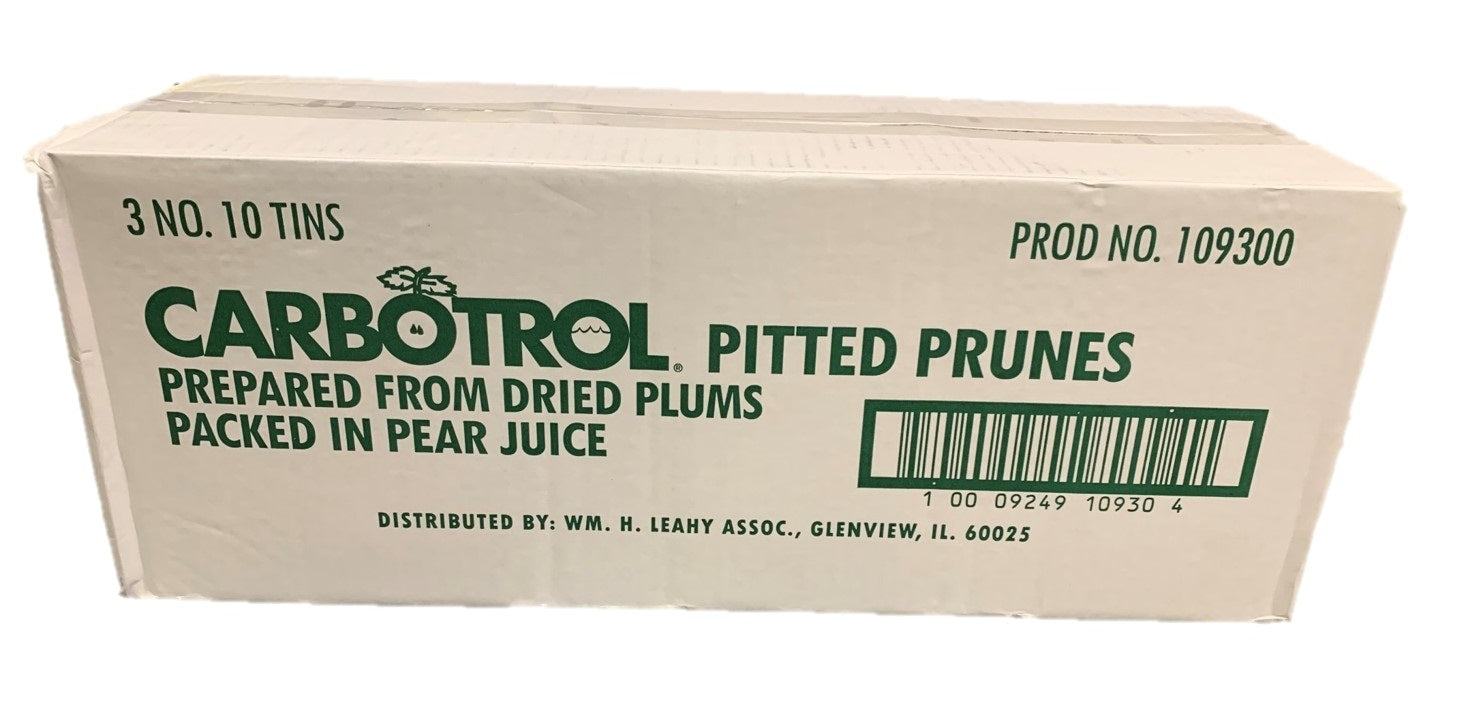 3 NO. 10 TINS
PROD NO. 109300
CARBOTROL® PITTED PRUNES
PREPARED FROM DRIED PLUMS
PACKED IN PEAR JUICE
1 00 09249 10930 4
DISTRIBUTED BY: WM. H. LEAHY ASSOC., GLENVIEW, IL. 60025